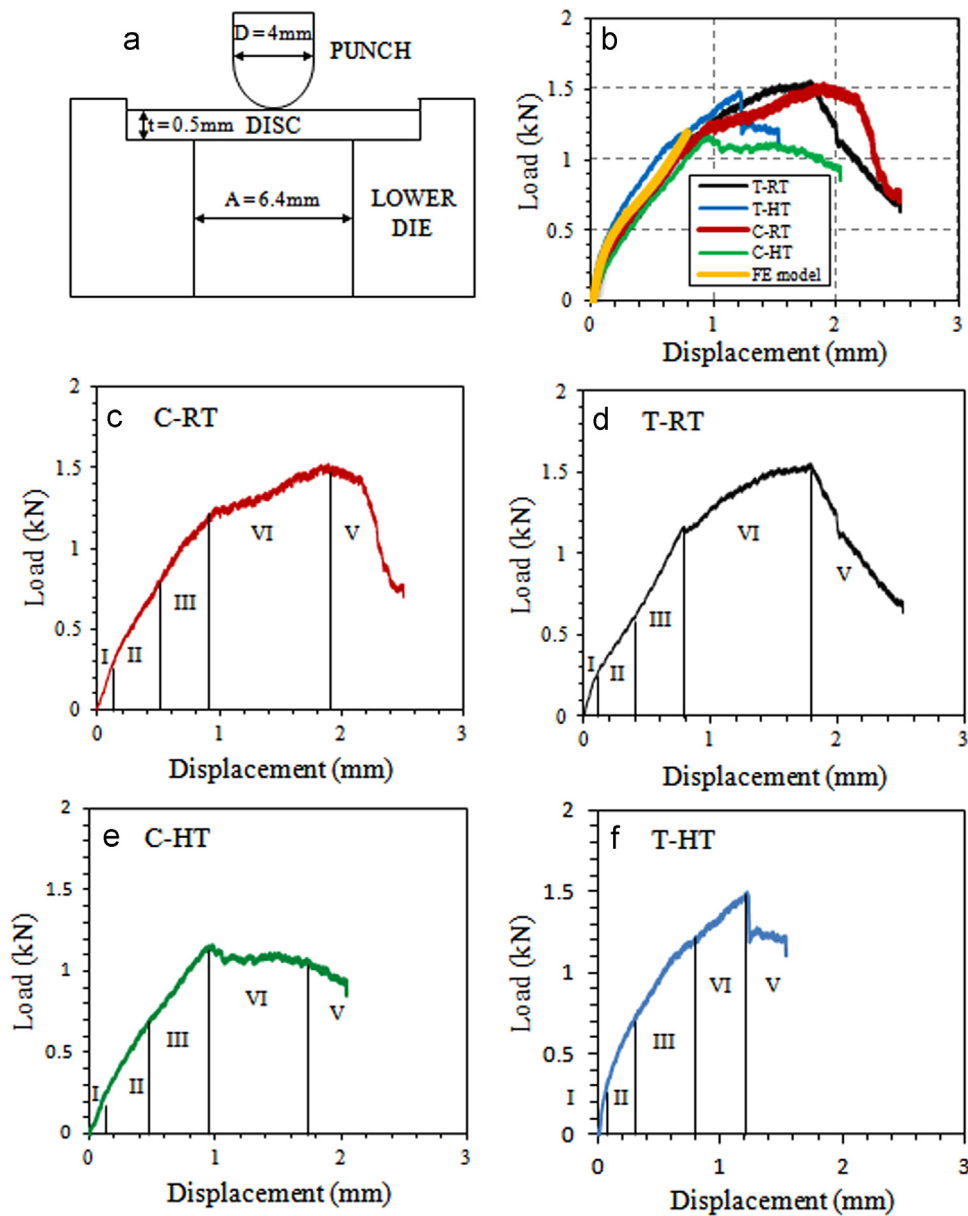 a
D = 4mm
PUNCH
t = 0.5mm
DISC
A = 6.4mm
LOWER
DIE
b
Load (kN)
2
1.5
1
0.5
0
T-RT
T-HT
C-RT
C-HT
FE model
0 1 2 3
Displacement (mm)
c
C-RT
Load (kN)
2
1.5
1
0.5
0
I
II
III
VI
V
0 1 2 3
Displacement (mm)
d
T-RT
Load (kN)
2
1.5
1
0.5
0
I
II
III
VI
V
0 1 2 3
Displacement (mm)
e
C-HT
Load (kN)
2
1.5
1
0.5
0
I
II
III
VI
V
0 1 2 3
Displacement (mm)
f
T-HT
Load (kN)
2
1.5
1
0.5
0
I
II
III
VI
V
0 1 2 3
Displacement (mm)